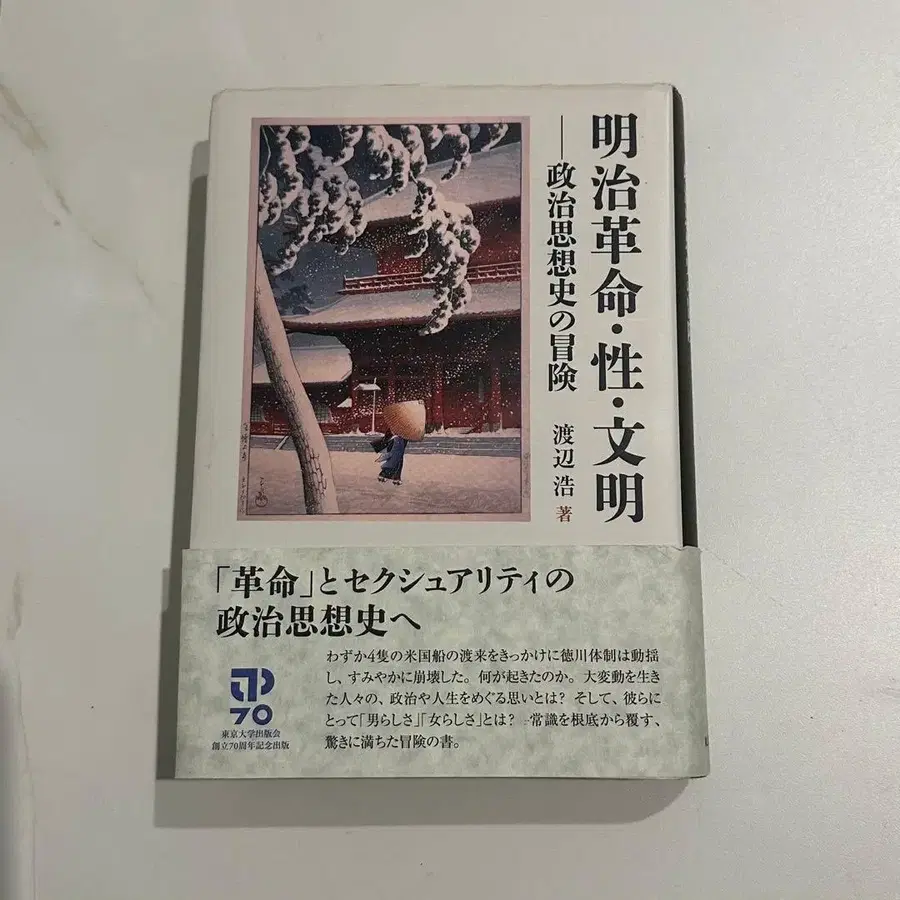 明治革命・性・文明
――政治思想史の冒険
渡辺浩 著
「革命」とセクシュアリティの
政治思想史へ
わずか4隻の米国船の渡来をきっかけに徳川体制は動揺
し、すみやかに崩壊した。何が起きたのか。大変動を生き
た人々の、政治や人生をめぐる思いとは? そして、彼らに
とって「男らしさ」「女らしさ」とは? 常識を根底から覆す、
驚きに満ちた冒険の書。
70
東京大学出版会
創立70周年記念出版